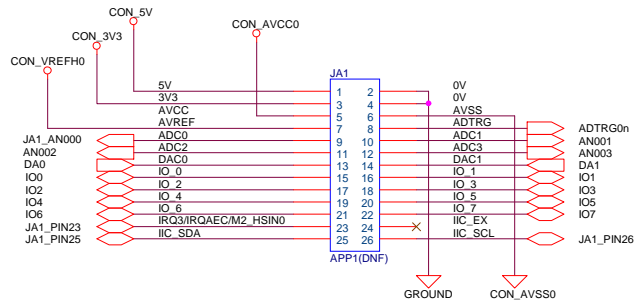 CON_5V
CON_AVCC0
CON_3V3
CON_VREFH0
JA1
5V 1 2 0V
3V3 3 4 0V
AVCC 5 6 AVSS
AVREF 7 8 ADTRG ADTRG0n
JA1_AN000 ADC0 9 10 ADC1 AN001
AN002 ADC2 11 12 ADC3 AN003
DA0 DAC0 13 14 DAC1 DA1
IO0 IO_0 15 16 IO_1 IO1
IO2 IO_2 17 18 IO_3 IO3
IO4 IO_4 19 20 IO_5 IO5
IO6 IO_6 21 22 IO_7 IO7
JA1_PIN23 IRQ3/IRQAEC/M2_HSIN0 23 24 IIC_EX
JA1_PIN25 IIC_SDA 25 26 IIC_SCL JA1_PIN26
APP1(DNF)
GROUND CON_AVSS0